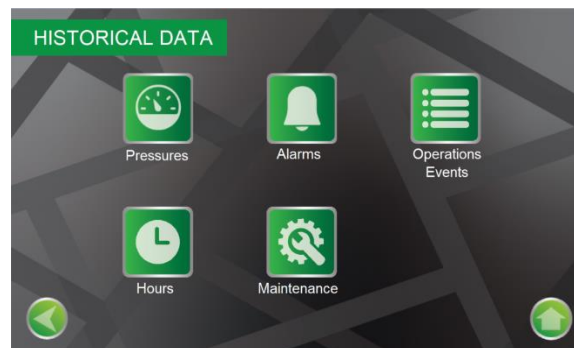 HISTORICAL DATA
Pressures
Alarms
Operations
Events
Hours
Maintenance